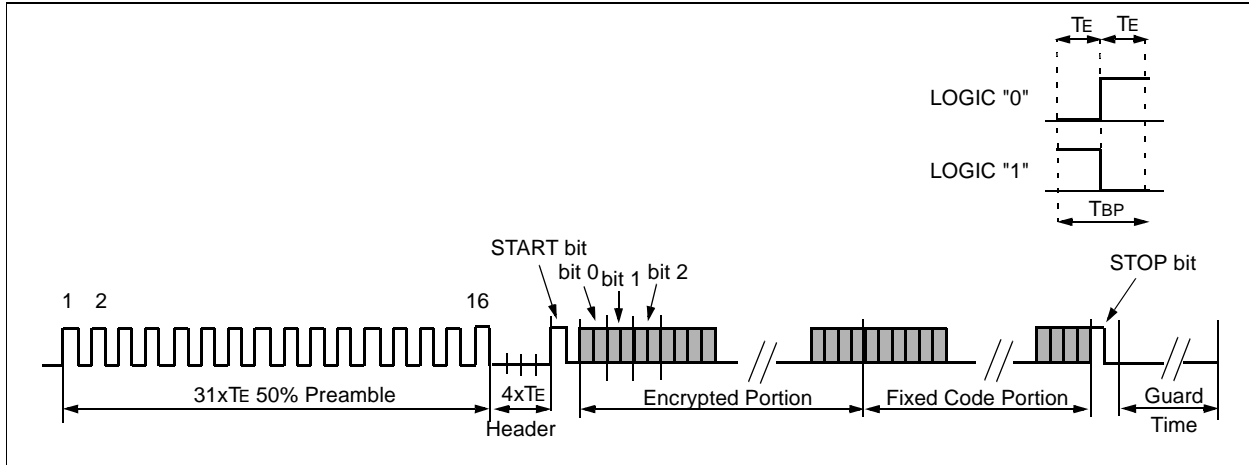 TE TE
LOGIC "0"
LOGIC "1"
TBP
START bit
bit 0 bit 1 bit 2
STOP bit
1 2 16
31xTE 50% Preamble
4xTE
Header
Encrypted Portion
Fixed Code Portion
Guard
Time